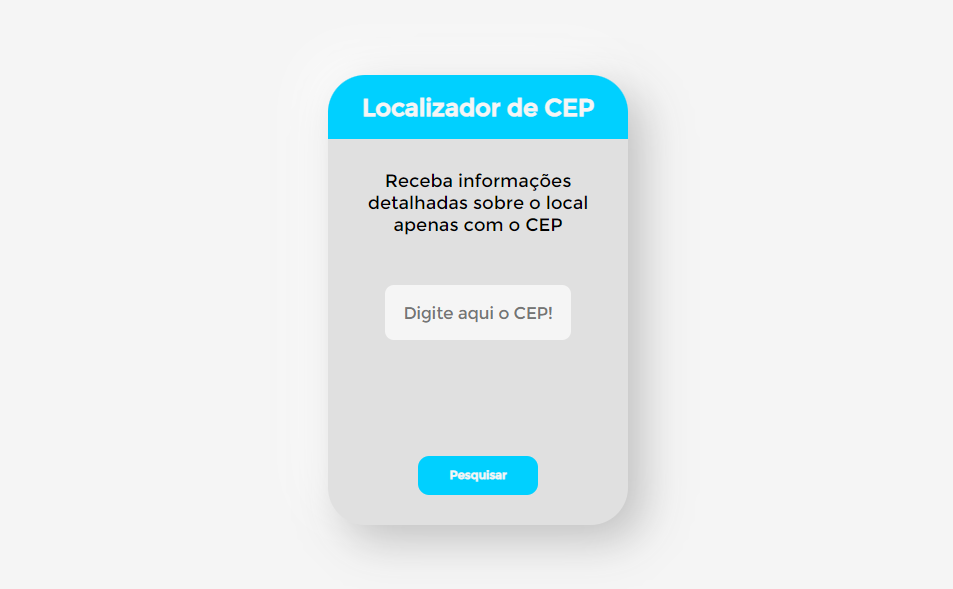 Localizador de CEP
Receba informações
detalhadas sobre o local
apenas com o CEP
Digite aqui o CEP!
Pesquisar